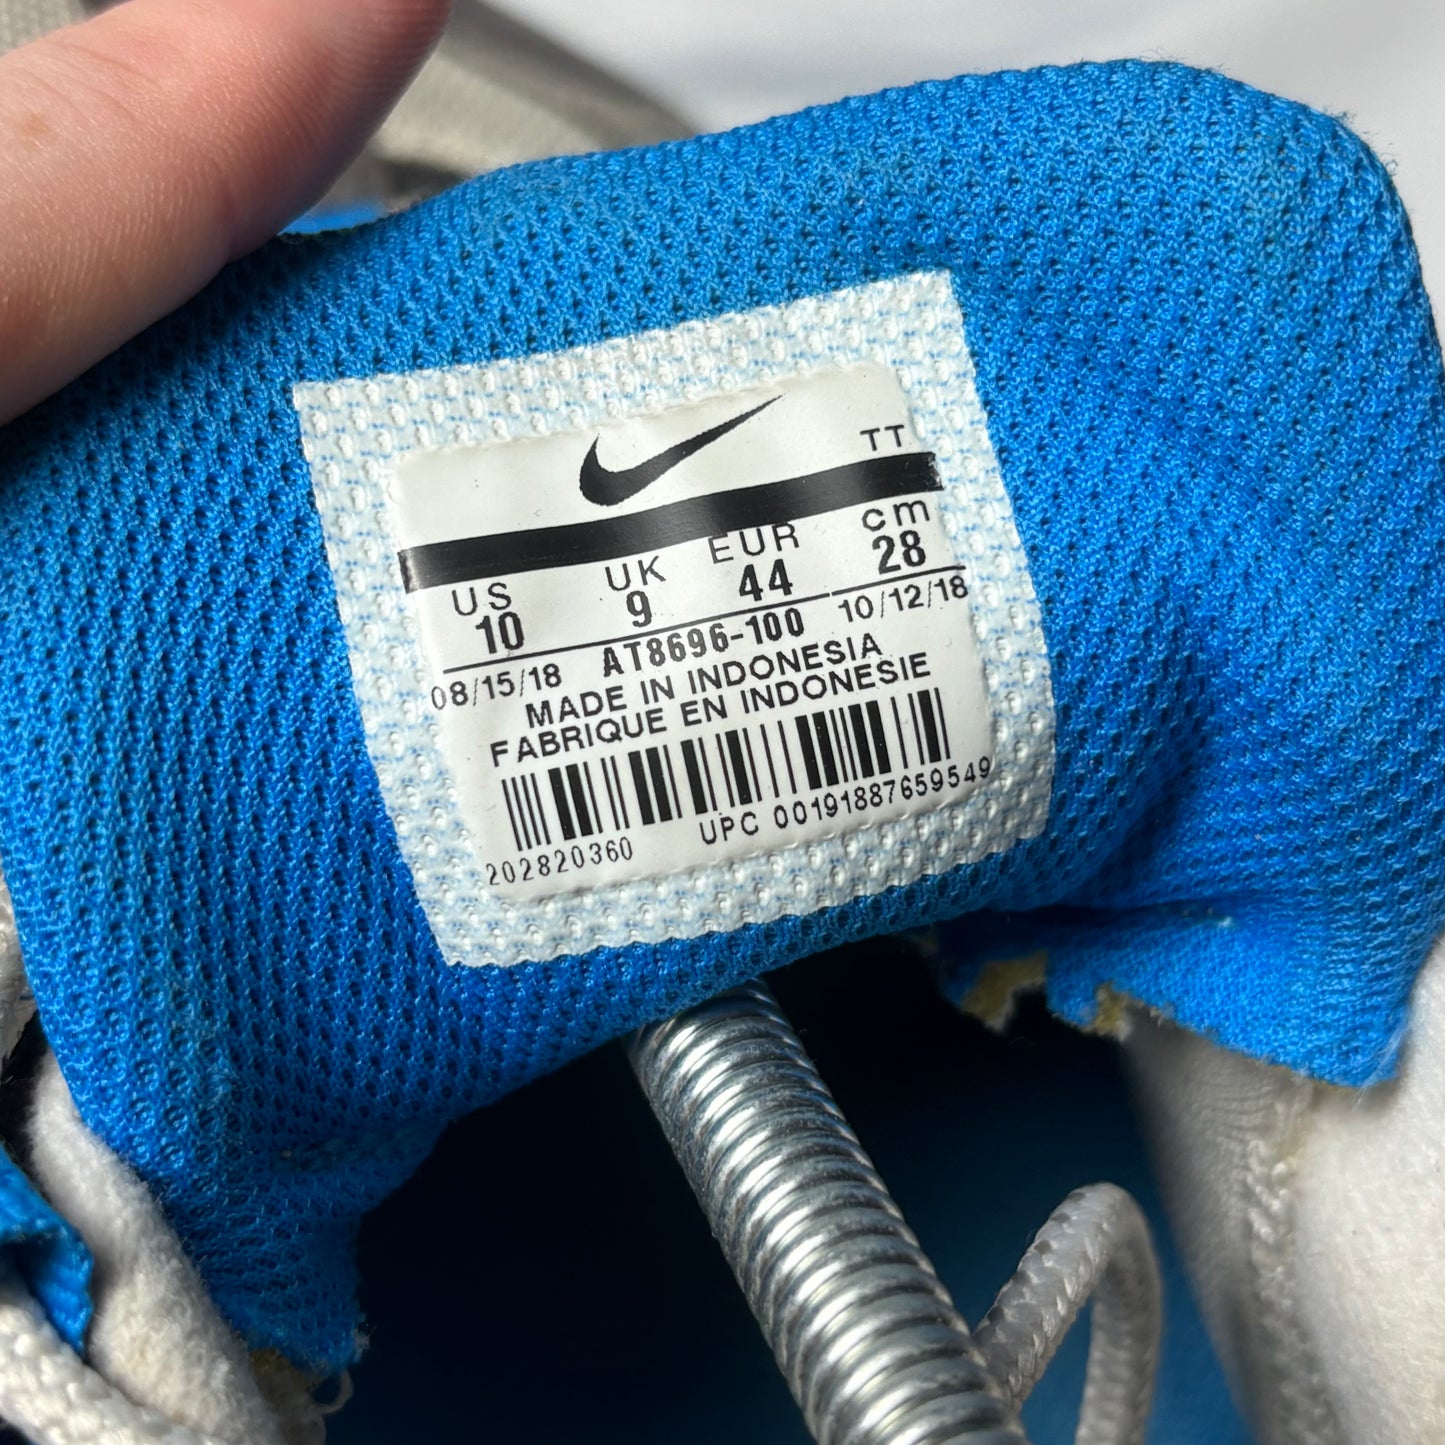 TT
US UK EUR cm
10 9 44 28
08/15/18 AT8696-100 10/12/18
MADE IN INDONESIA
FABRIQUE EN INDONESIE
202820360 UPC 00191887659549